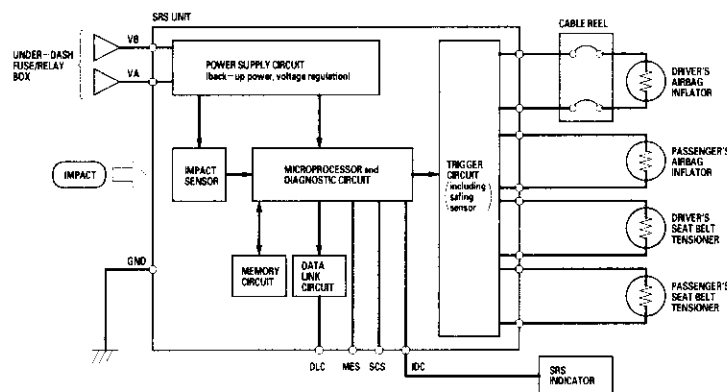 SRS UNIT
CABLE REEL
VB
VA
UNDER-DASH
FUSE/RELAY
BOX
POWER SUPPLY CIRCUIT
(back-up power, voltage regulation)
DRIVER'S
AIRBAG
INFLATOR
IMPACT
IMPACT
SENSOR
MICROPROCESSOR and
DIAGNOSTIC CIRCUIT
TRIGGER
CIRCUIT
(including
safing
sensor)
PASSENGER'S
AIRBAG
INFLATOR
DRIVER'S
SEAT BELT
TENSIONER
GND
MEMORY
CIRCUIT
DATA
LINK
CIRCUIT
PASSENGER'S
SEAT BELT
TENSIONER
DLC
MES
SCS
IDC
SRS
INDICATOR